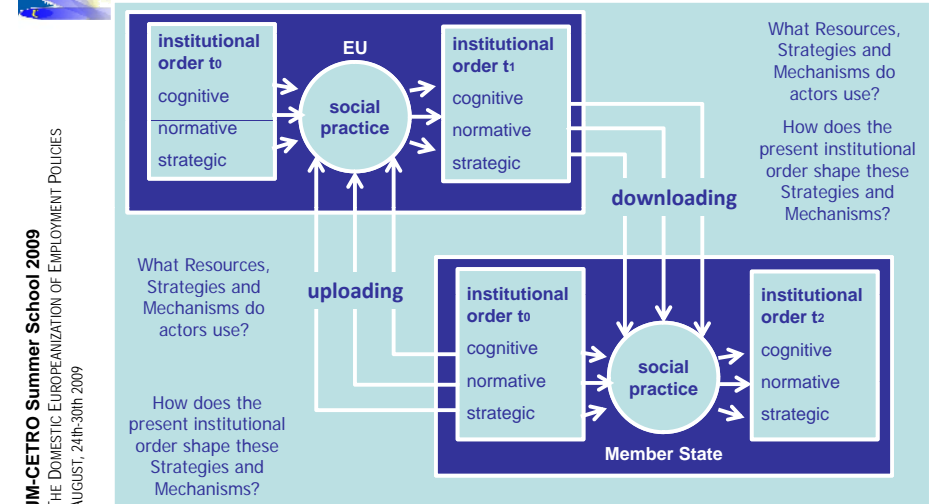 UM-CETRO Summer School 2009
HE DOMESTIC EUROPEANIZATION OF EMPLOYMENT POLICIES
AUGUST, 24th-30th 2009
EU
institutional
order t0
cognitive
normative
strategic
social
practice
institutional
order t1
cognitive
normative
strategic
What Resources,
Strategies and
Mechanisms do
actors use?
How does the
present institutional
order shape these
Strategies and
Mechanisms?
downloading
What Resources,
Strategies and
Mechanisms do
actors use?
uploading
How does the
present institutional
order shape these
Strategies and
Mechanisms?
institutional
order t0
cognitive
normative
strategic
social
practice
institutional
order t2
cognitive
normative
strategic
Member State